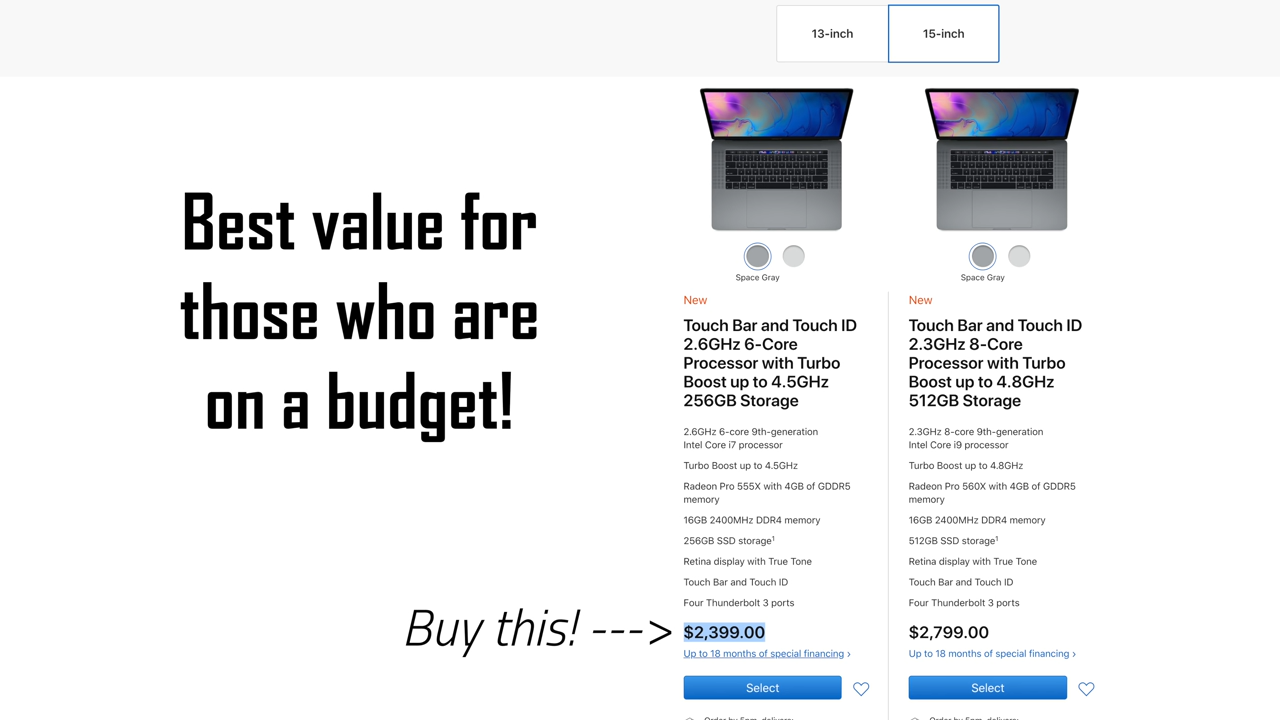 13-inch
15-inch
Best value for
those who are
on a budget!
Space Gray
New
Touch Bar and Touch ID
2.6GHz 6-Core
Processor with Turbo
Boost up to 4.5GHz
256GB Storage
2.6GHz 6-core 9th-generation
Intel Core i7 processor
Turbo Boost up to 4.5GHz
Radeon Pro 555X with 4GB of GDDR5
memory
16GB 2400MHz DDR4 memory
256GB SSD storage¹
Retina display with True Tone
Touch Bar and Touch ID
Four Thunderbolt 3 ports
Buy this! --->
$2,399.00
Up to 18 months of special financing ›
Select
Space Gray
New
Touch Bar and Touch ID
2.3GHz 8-Core
Processor with Turbo
Boost up to 4.8GHz
512GB Storage
2.3GHz 8-core 9th-generation
Intel Core i9 processor
Turbo Boost up to 4.8GHz
Radeon Pro 560X with 4GB of GDDR5
memory
16GB 2400MHz DDR4 memory
512GB SSD storage¹
Retina display with True Tone
Touch Bar and Touch ID
Four Thunderbolt 3 ports
$2,799.00
Up to 18 months of special financing ›
Select